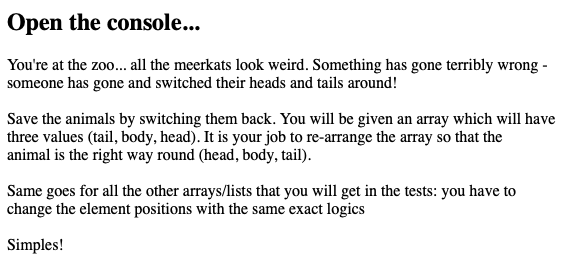 Open the console...
You're at the zoo... all the meerkats look weird. Something has gone terribly wrong -
someone has gone and switched their heads and tails around!
Save the animals by switching them back. You will be given an array which will have
three values (tail, body, head). It is your job to re-arrange the array so that the
animal is the right way round (head, body, tail).
Same goes for all the other arrays/lists that you will get in the tests: you have to
change the element positions with the same exact logics
Simples!